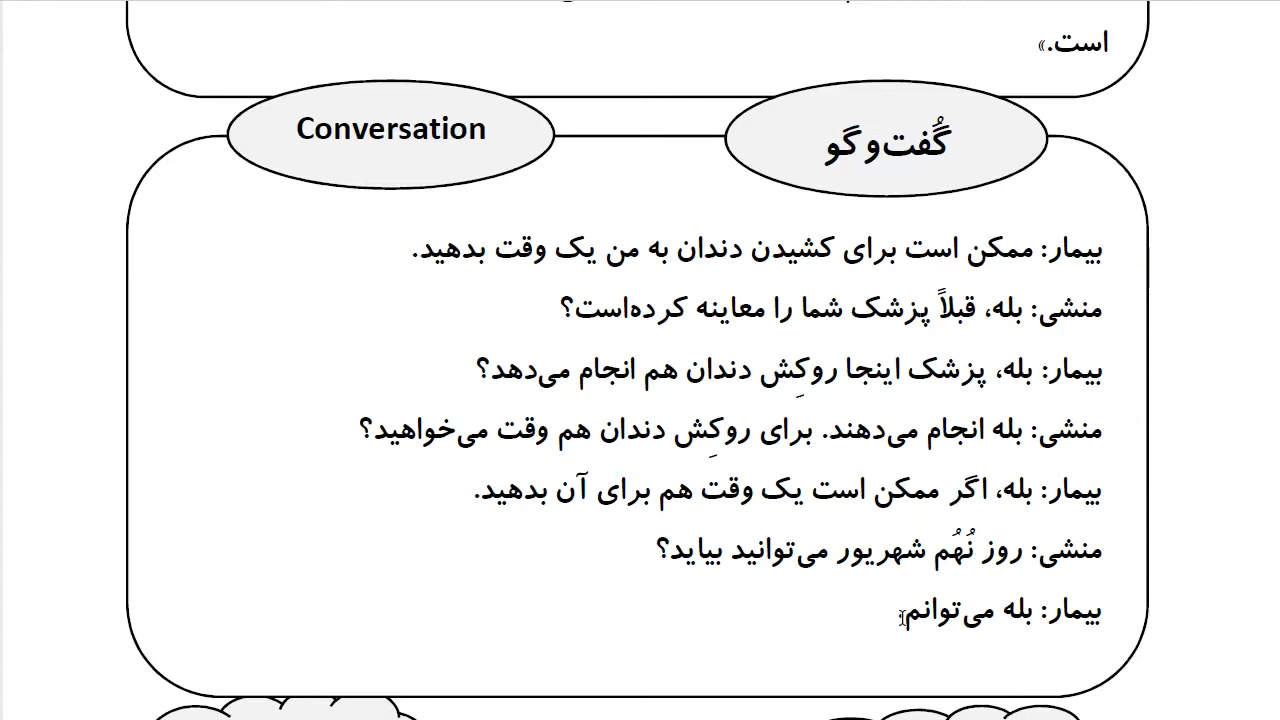 است.»
Conversation
گُفت‌و‌گو
بیمار: ممکن است برای کشیدن دندان به من یک وقت بدهید.
منشی: بله، قبلاً پزشک شما را معاینه کرده‌است؟
بیمار: بله، پزشک اینجا روکِش دندان هم انجام می‌دهد؟
منشی: بله انجام می‌دهند. برای روکِش دندان هم وقت می‌خواهید؟
بیمار: بله، اگر ممکن است یک وقت هم برای آن بدهید.
منشی: روز نُهُم شهریور می‌توانید بیاید؟
بیمار: بله می‌توانم.